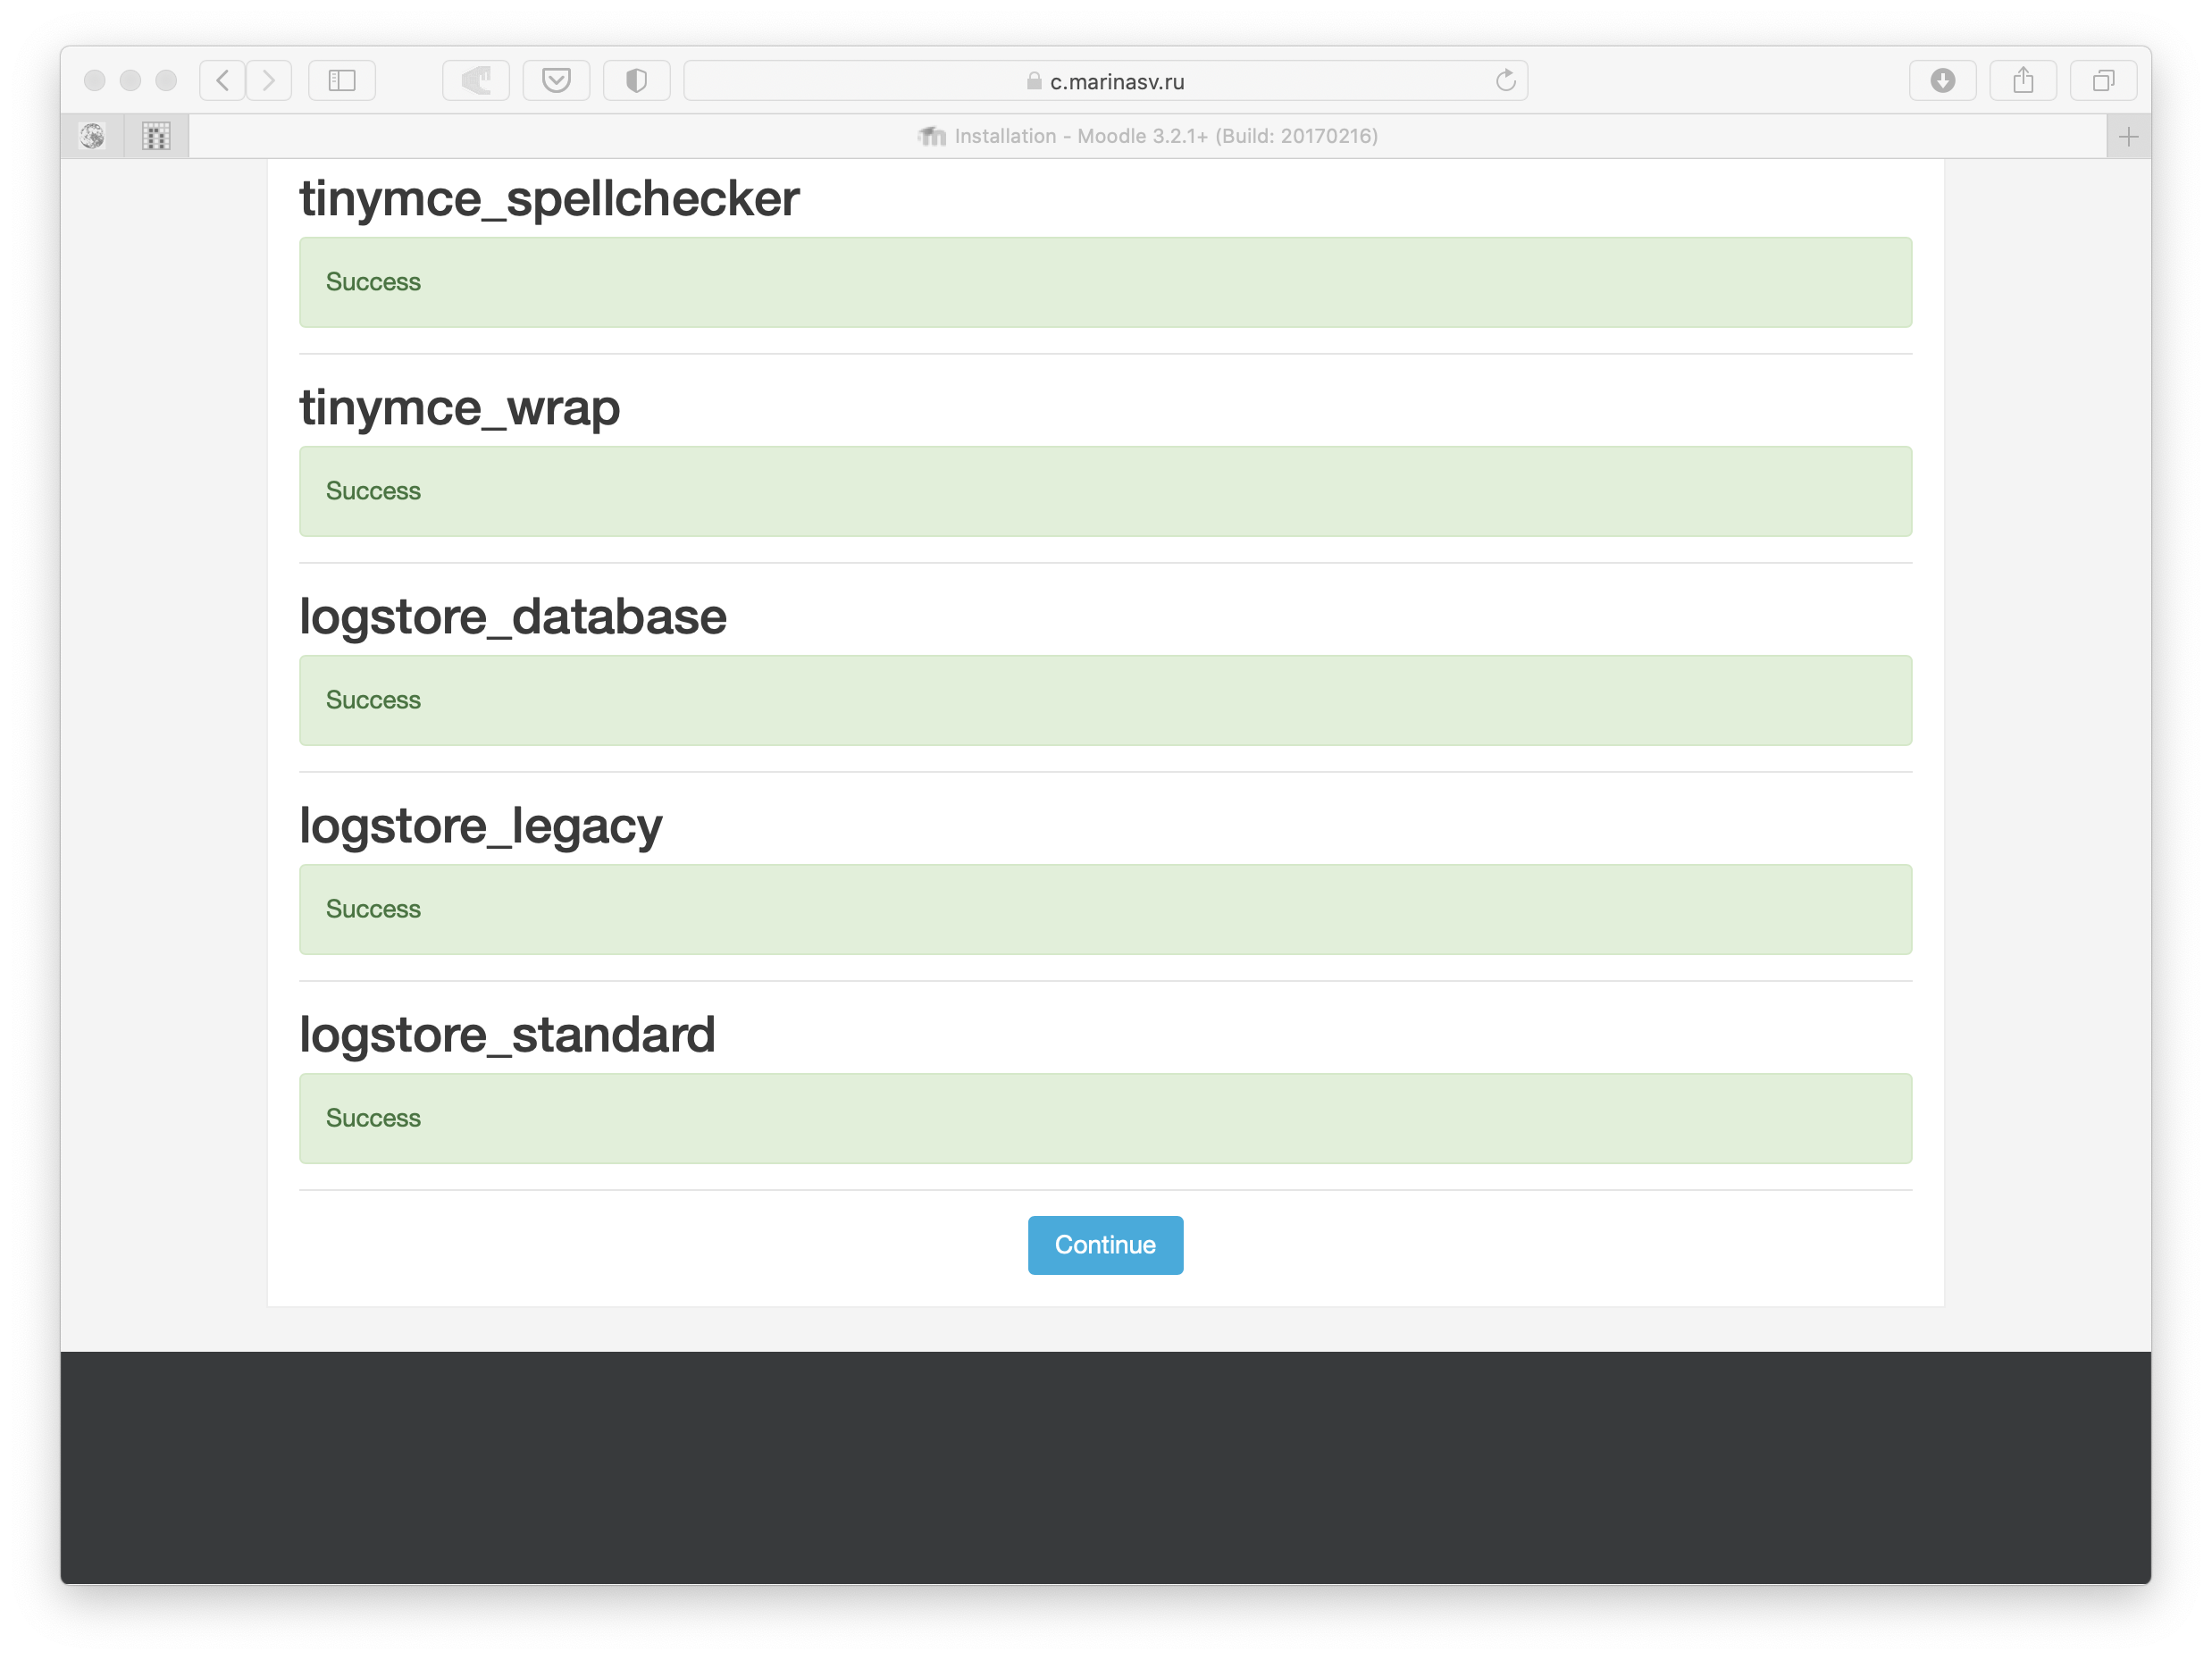 c.marinasv.ru
Installation - Moodle 3.2.1+ (Build: 20170216)
tinymce_spellchecker
Success
tinymce_wrap
Success
logstore_database
Success
logstore_legacy
Success
logstore_standard
Success
Continue